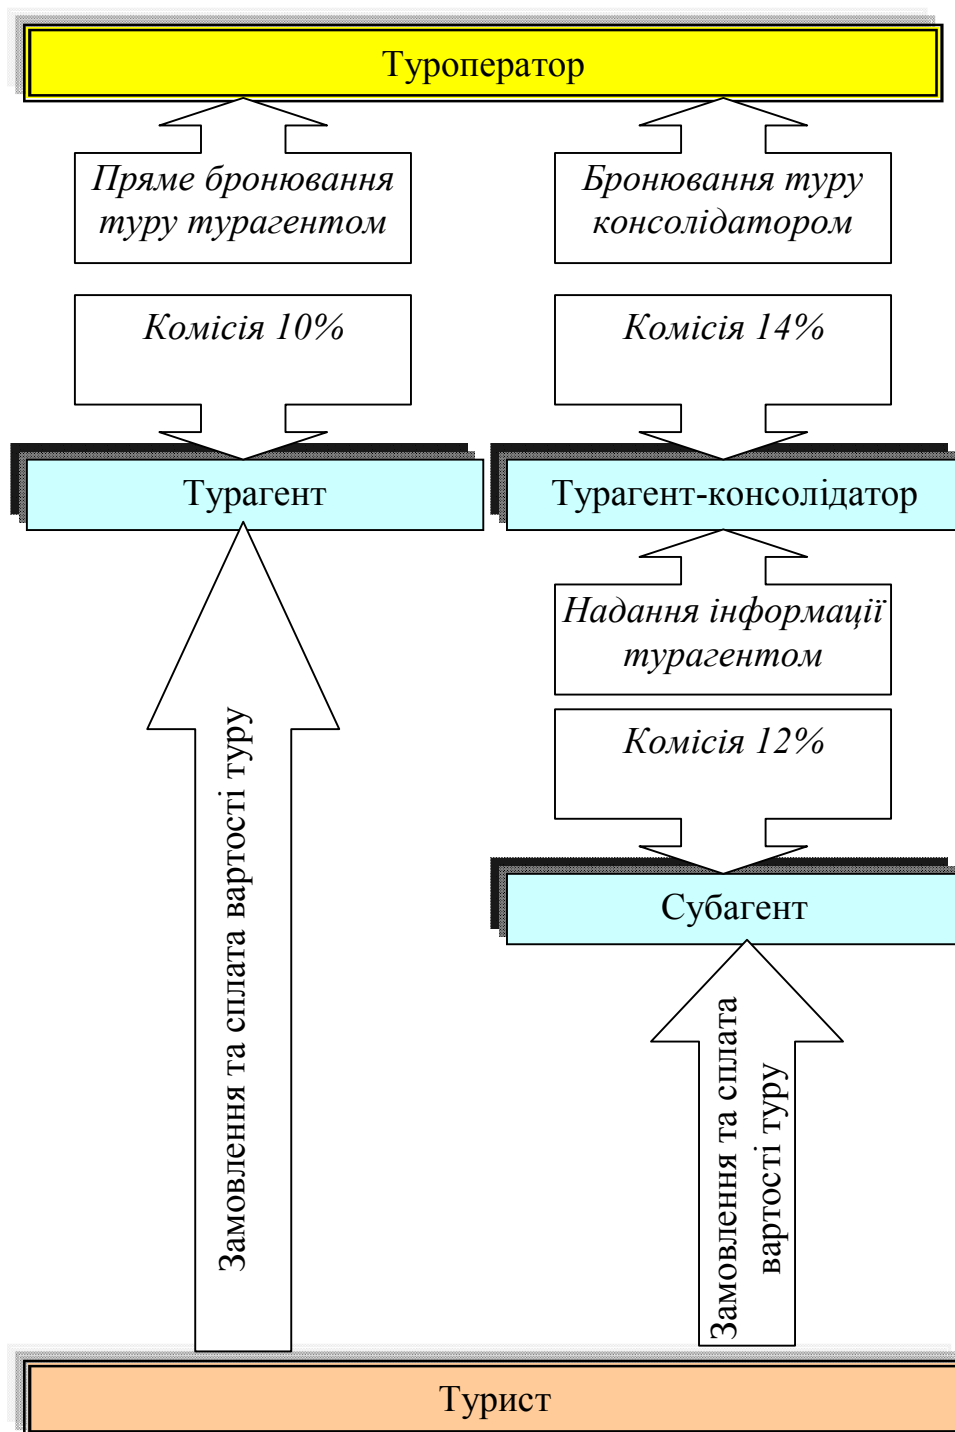 Туроператор
Пряме бронювання
туру турагентом
Бронювання туру
консолідатором
Комісія 10%
Комісія 14%
Турагент
Турагент-консолідатор
Надання інформації
турагентом
Комісія 12%
Субагент
Замовлення та сплата вартості туру
Замовлення та сплата
вартості туру
Турист